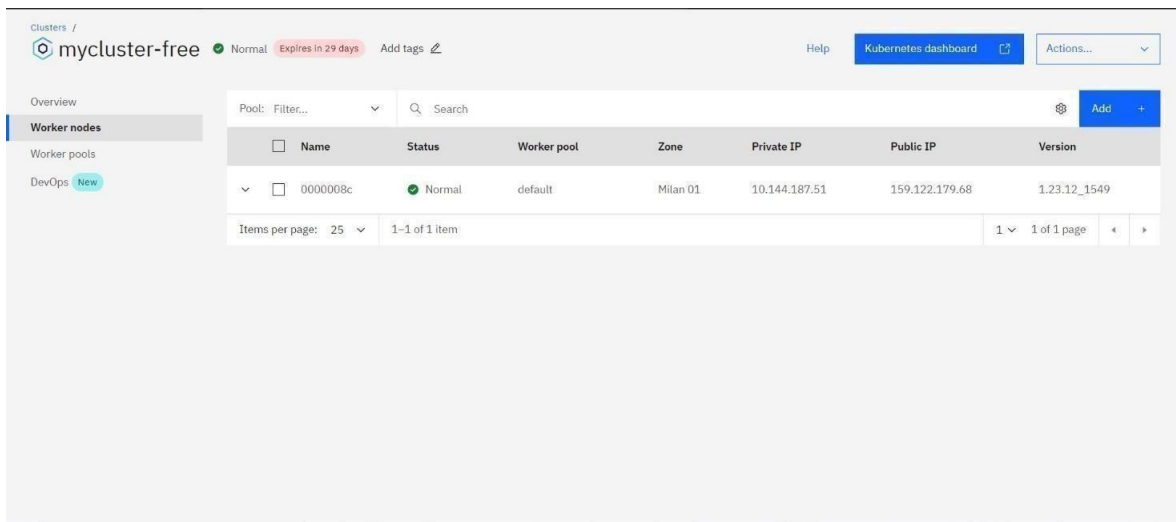 Clusters /
mycluster-free Normal Expires in 29 days Add tags Help Kubernetes dashboard Actions...
Overview
Worker nodes
Worker pools
DevOps New
Pool: Filter... Search Add +
Name Status Worker pool Zone Private IP Public IP Version
0000008c Normal default Milan 01 10.144.187.51 159.122.179.68 1.23.12_1549
Items per page: 25 1–1 of 1 item 1 1 of 1 page